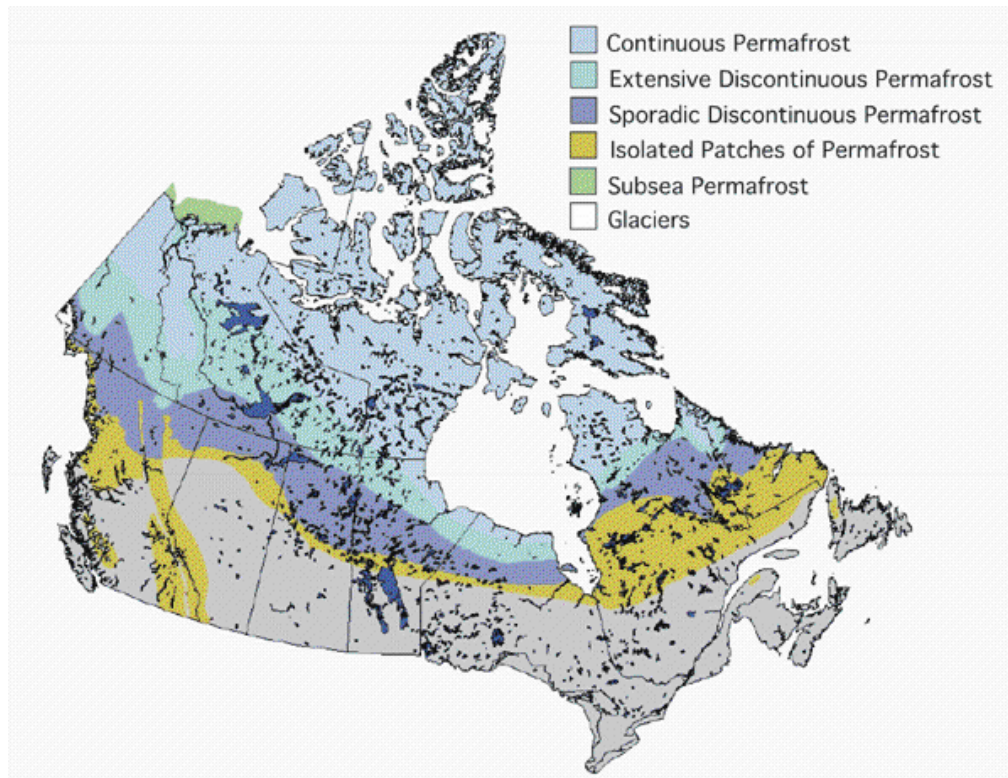 Continuous Permafrost
Extensive Discontinuous Permafrost
Sporadic Discontinuous Permafrost
Isolated Patches of Permafrost
Subsea Permafrost
Glaciers